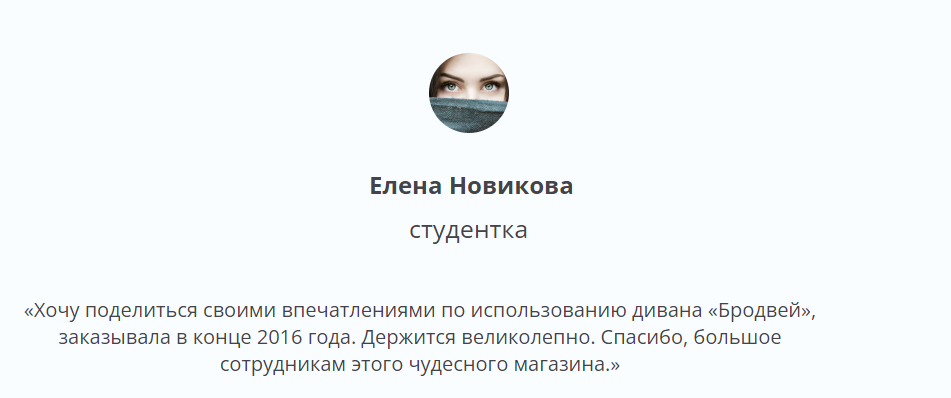 Елена Новикова
студентка
«Хочу поделиться своими впечатлениями по использованию дивана «Бродвей»,
заказывала в конце 2016 года. Держится великолепно. Спасибо, большое
сотрудникам этого чудесного магазина.»